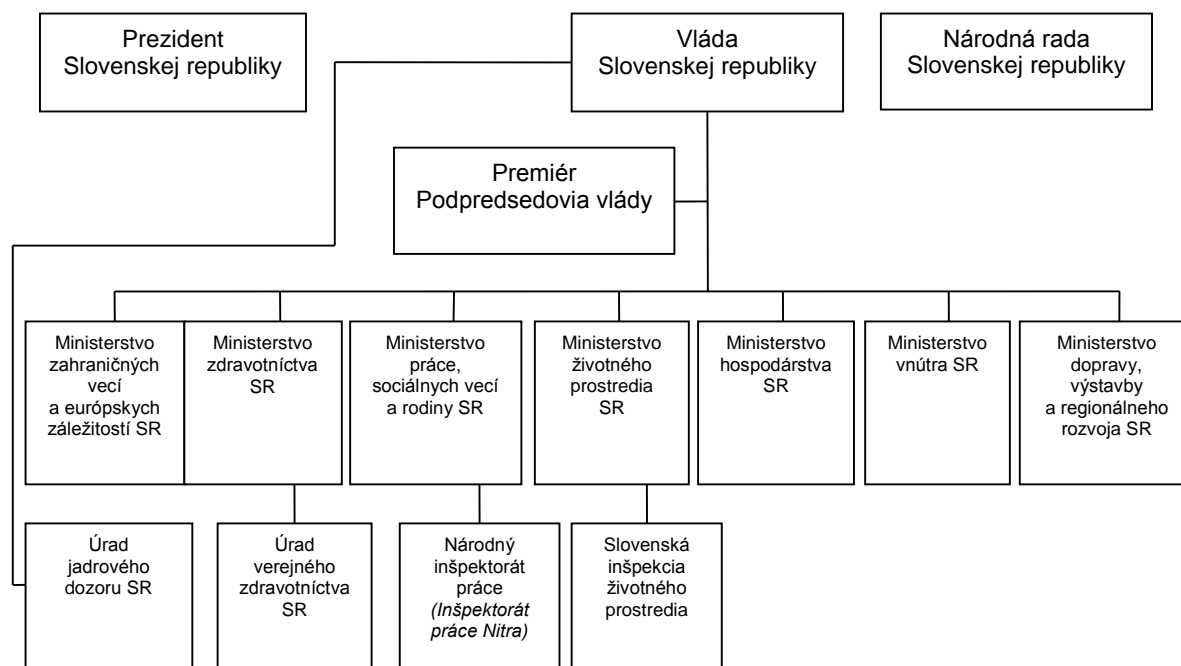 Prezident
Slovenskej republiky
Vláda
Slovenskej republiky
Národná rada
Slovenskej republiky
Premiér
Podpredsedovia vlády
Ministerstvo
zahraničných
vecí
a európskych
záležitostí SR
Ministerstvo
zdravotníctva
SR
Ministerstvo
práce,
sociálnych vecí
a rodiny SR
Ministerstvo
životného
prostredia
SR
Ministerstvo
hospodárstva
SR
Ministerstvo
vnútra SR
Ministerstvo
dopravy,
výstavby
a regionálneho
rozvoja SR
Úrad
jadrového
dozoru SR
Úrad
verejného
zdravotníctva
SR
Národný
inšpektorát
práce
(Inšpektorát
práce Nitra)
Slovenská
inšpekcia
životného
prostredia